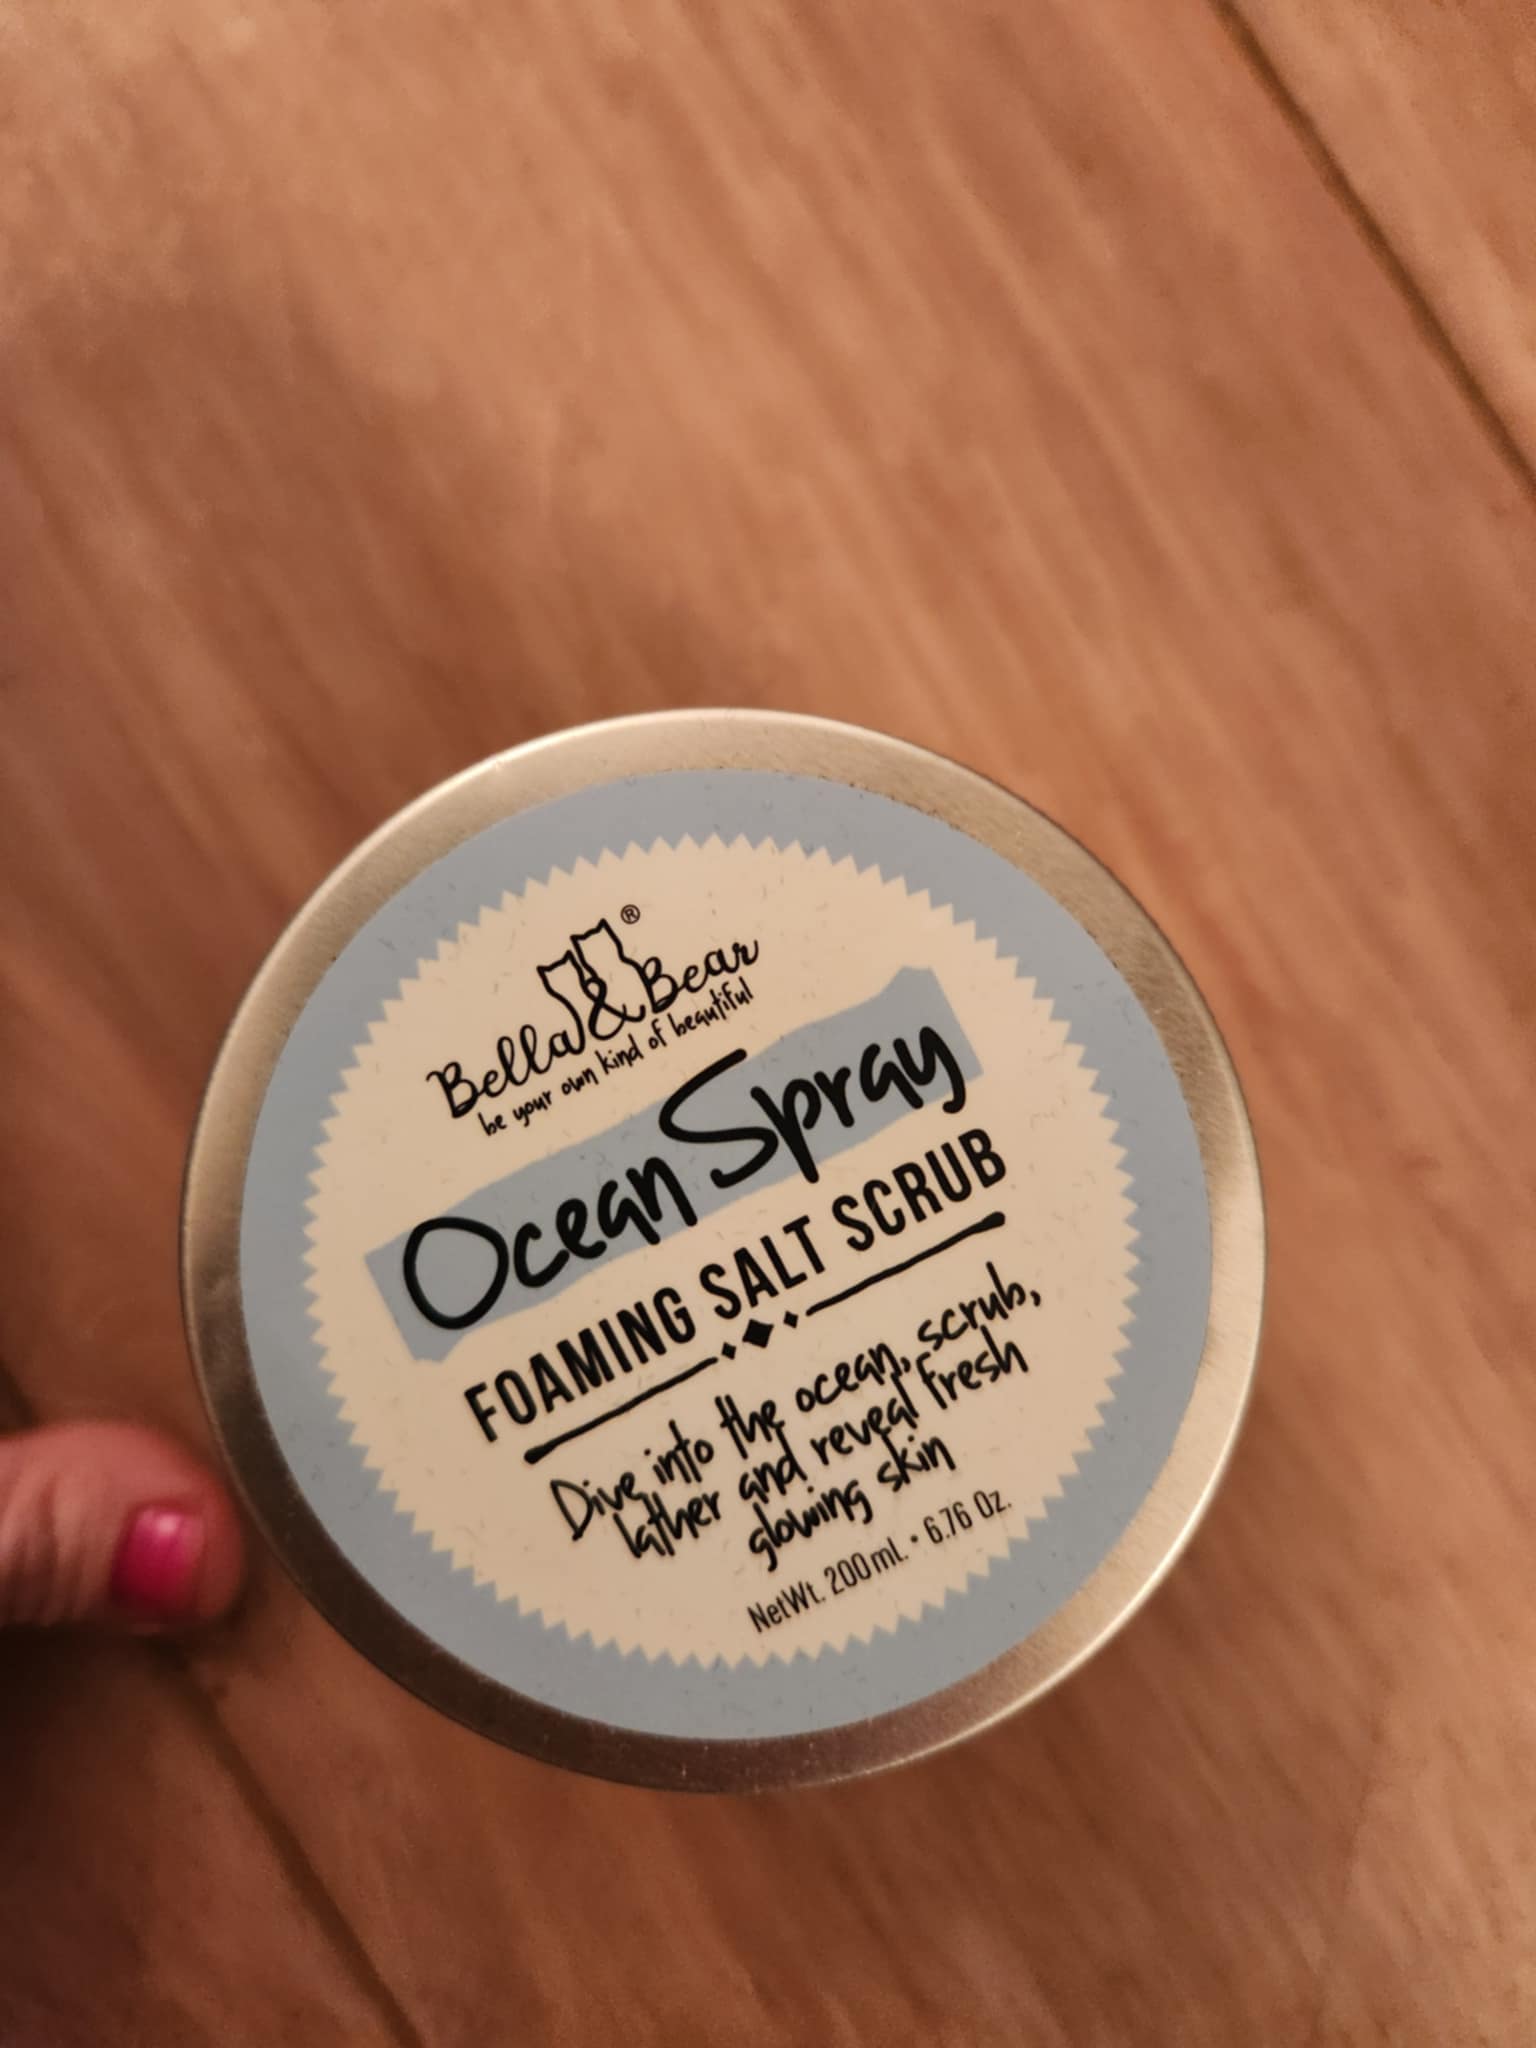 Bella & Bear®
be your own kind of beautiful
Ocean Spray
FOAMING SALT SCRUB
Dive into the ocean, scrub,
lather and reveal fresh
glowing skin
NetWt. 200mL • 6.76 Oz.